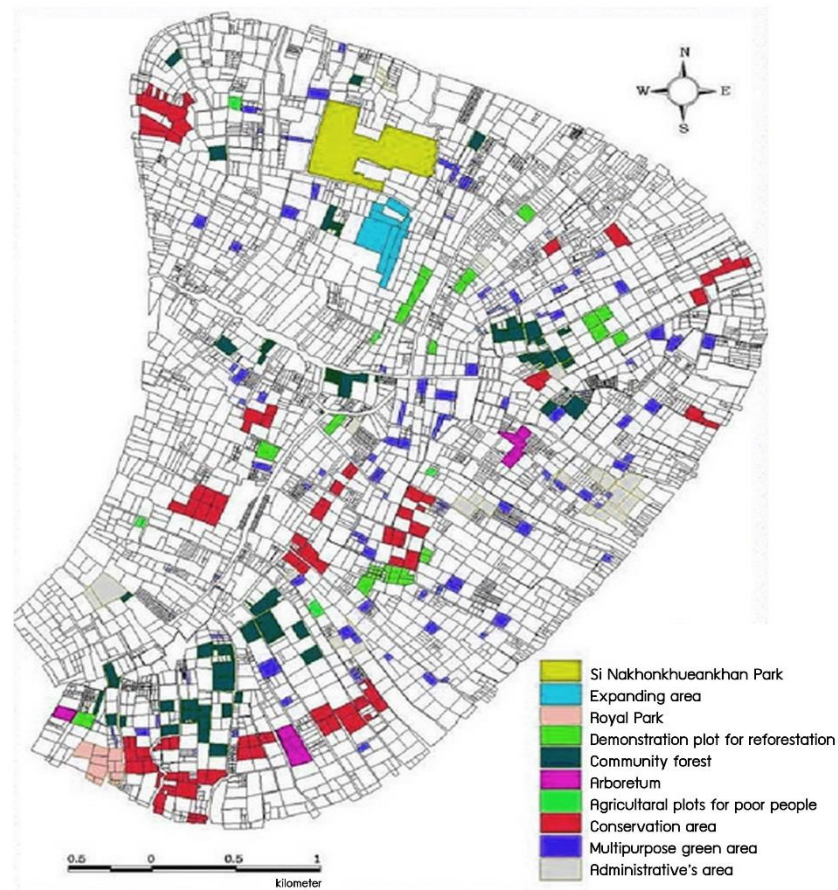 N
W E
S
Si Nakhonkhueankhan Park
Expanding area
Royal Park
Demonstration plot for reforestation
Community forest
Arboretum
Agricultaral plots for poor people
Conservation area
Multipurpose green area
Administrative's area
0.5 0 0.5 1
kilometer